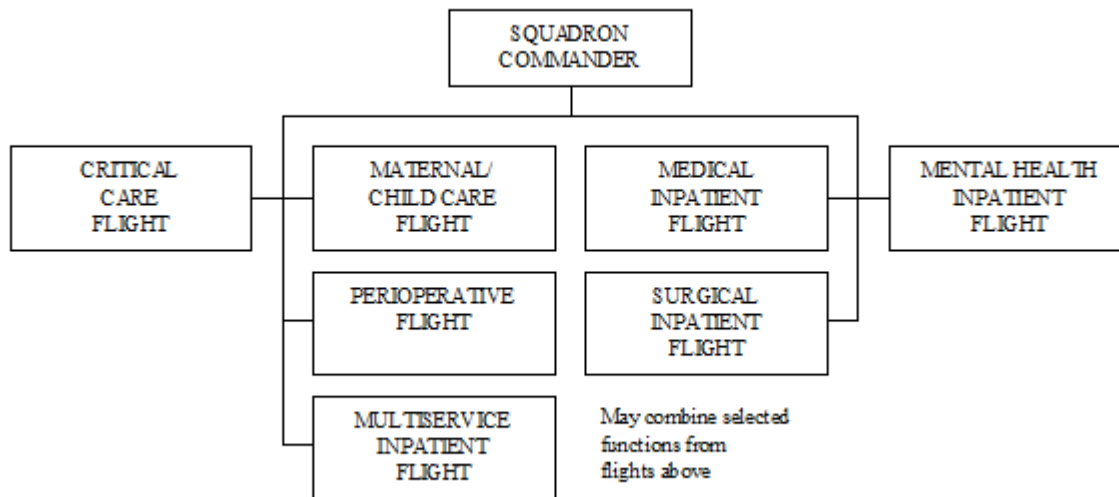 SQUADRON
COMMANDER
CRITICAL
CARE
FLIGHT
MATERNAL/
CHILD CARE
FLIGHT
MEDICAL
INPATIENT
FLIGHT
MENTAL HEALTH
INPATIENT
FLIGHT
PERIOPERATIVE
FLIGHT
SURGICAL
INPATIENT
FLIGHT
MULTISERVICE
INPATIENT
FLIGHT
May combine selected
functions from
flights above